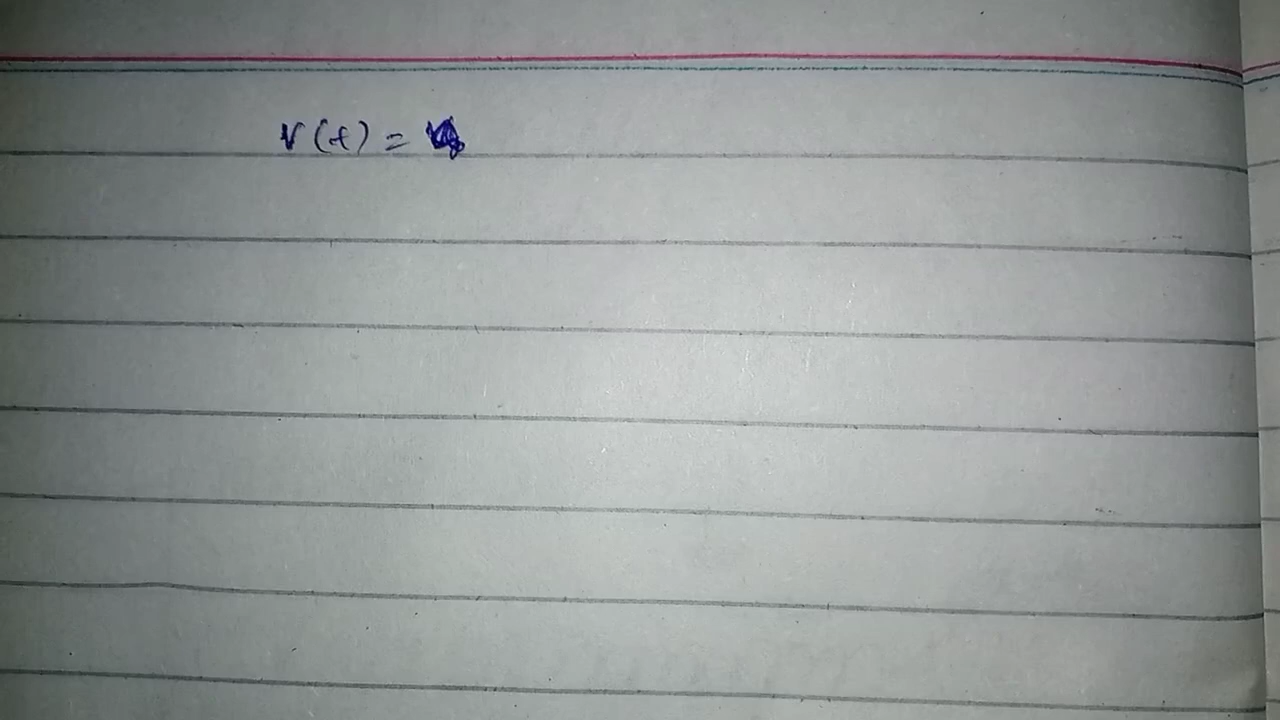 v(t) =